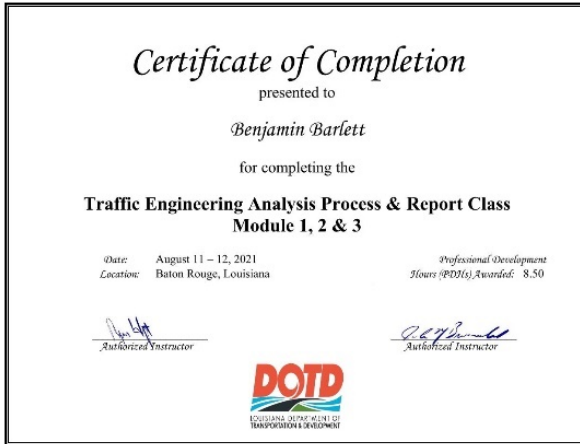 Certificate of Completion
presented to
Benjamin Barlett
for completing the
Traffic Engineering Analysis Process & Report Class
Module 1, 2 & 3
Date: August 11 – 12, 2021
Location: Baton Rouge, Louisiana
Professional Development
Hours (PDHs) Awarded: 8.50
Authorized Instructor
Authorized Instructor
DOTD
LOUISIANA DEPARTMENT OF
TRANSPORTATION & DEVELOPMENT